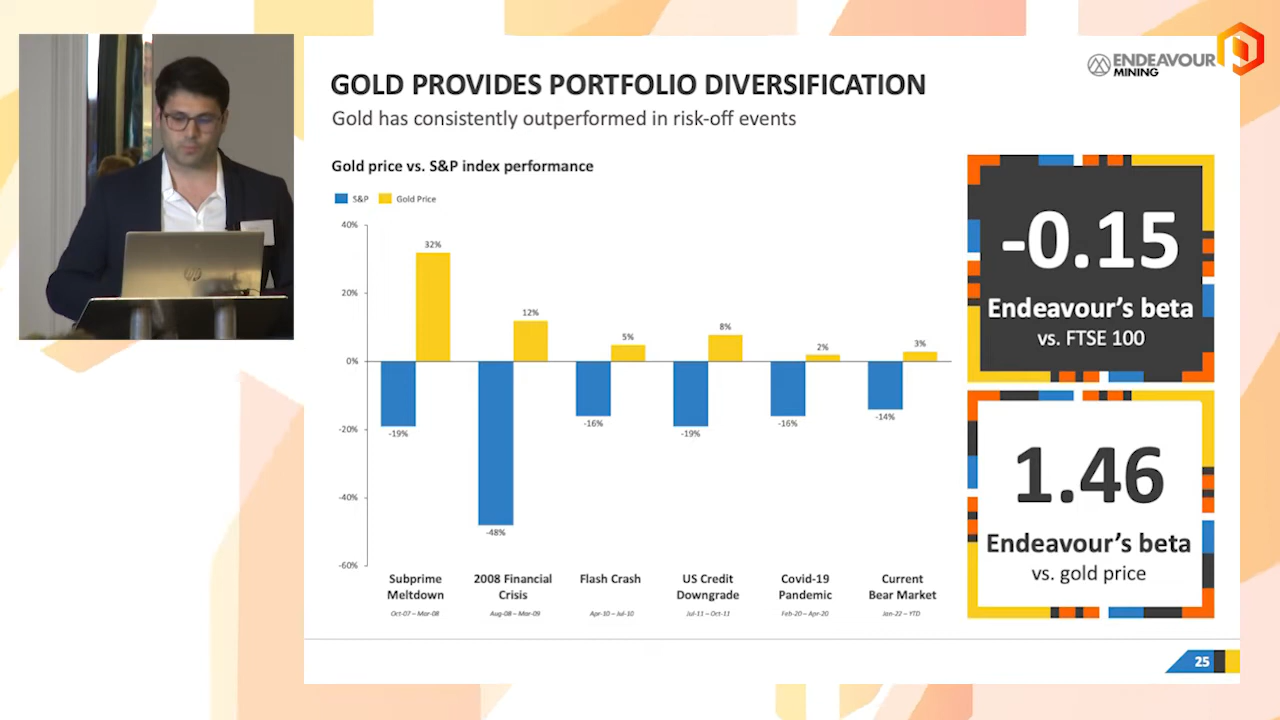 ENDEAVOUR
MINING
GOLD PROVIDES PORTFOLIO DIVERSIFICATION
Gold has consistently outperformed in risk-off events
Gold price vs. S&P index performance
S&P Gold Price
40%
20%
0%
-20%
-40%
-60%
32%
12%
5%
8%
2%
3%
-19%
-48%
-16%
-19%
-16%
-14%
Subprime
Meltdown
Oct-07 – Mar-08
2008 Financial
Crisis
Aug-08 – Mar-09
Flash Crash
Apr-10 – Jul-10
US Credit
Downgrade
Jul-11 – Oct-11
Covid-19
Pandemic
Feb-20 – Apr-20
Current
Bear Market
Jan-22 – YTD
-0.15
Endeavour's beta
vs. FTSE 100
1.46
Endeavour's beta
vs. gold price
25
hp